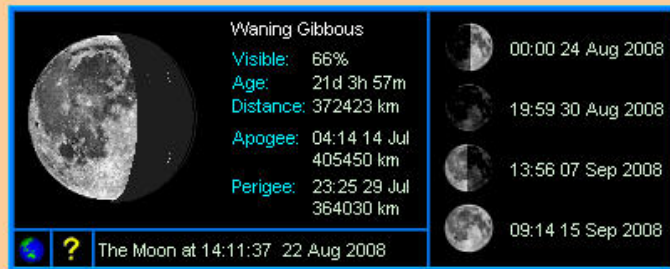 Waning Gibbous
Visible: 66%
Age: 21d 3h 57m
Distance: 372423 km
Apogee: 04:14 14 Jul
405450 km
Perigee: 23:25 29 Jul
364030 km
? The Moon at 14:11:37 22 Aug 2008
00:00 24 Aug 2008
19:59 30 Aug 2008
13:56 07 Sep 2008
09:14 15 Sep 2008